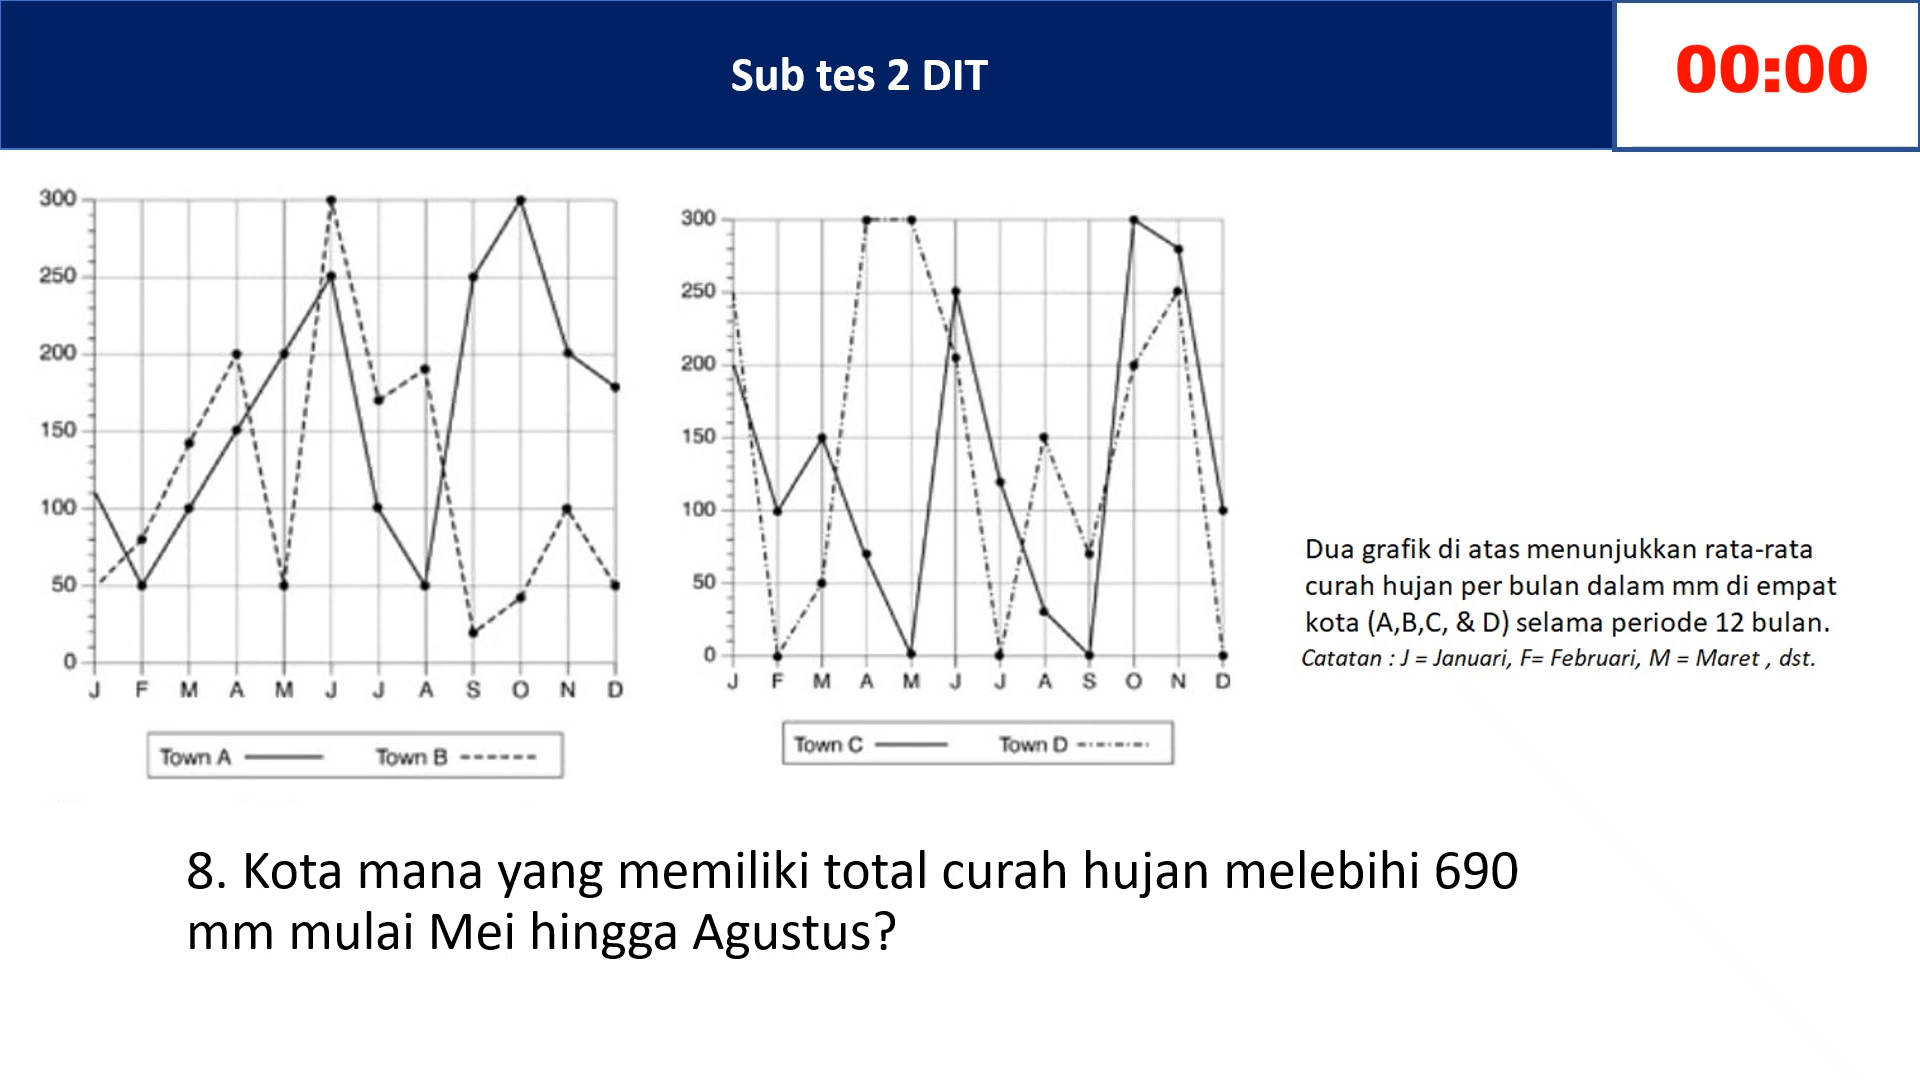 Sub tes 2 DIT
00:00
300
250
200
150
100
50
0
J F M A M J J A S O N D
Town A Town B
300
250
200
150
100
50
0
J F M A M J J A S O N D
Town C Town D
Dua grafik di atas menunjukkan rata-rata
curah hujan per bulan dalam mm di empat
kota (A,B,C, & D) selama periode 12 bulan.
Catatan : J = Januari, F= Februari, M = Maret , dst.
8. Kota mana yang memiliki total curah hujan melebihi 690
mm mulai Mei hingga Agustus?